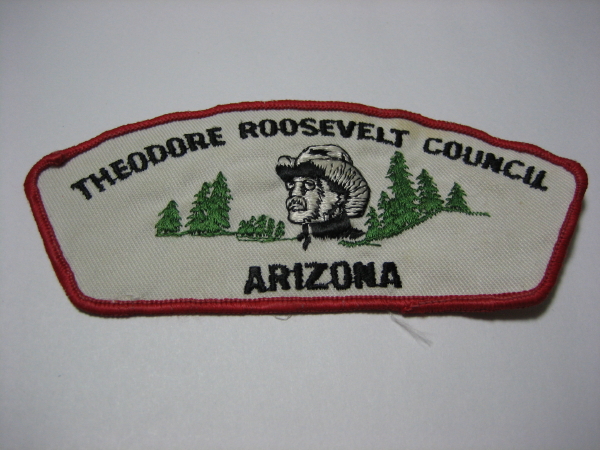 THEODORE ROOSEVELT COUNCIL
ARIZONA